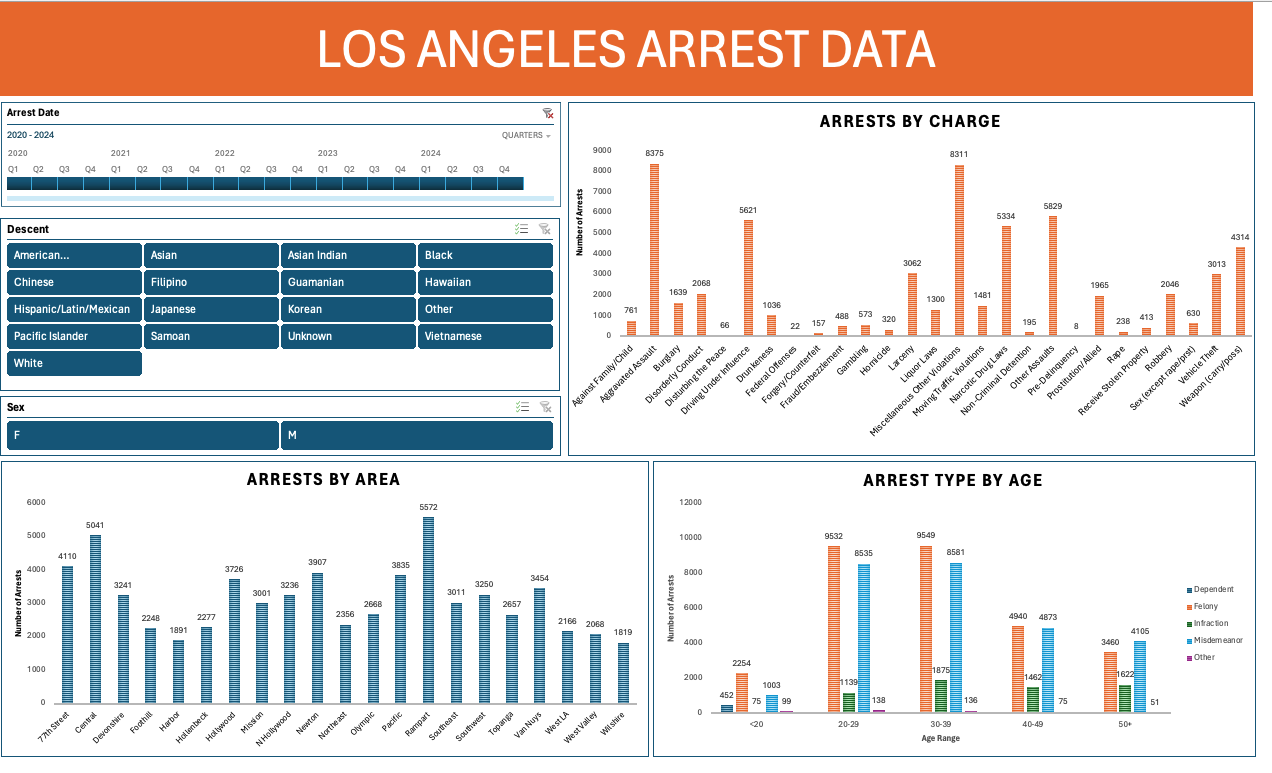 LOS ANGELES ARREST DATA
Arrest Date
2020 - 2024
QUARTERS
2020 2021 2022 2023 2024
Q1 Q2 Q3 Q4 Q1 Q2 Q3 Q4 Q1 Q2 Q3 Q4 Q1 Q2 Q3 Q4 Q1 Q2 Q3 Q4
Descent
American... Asian Asian Indian Black
Chinese Filipino Guamanian Hawaiian
Hispanic/Latin/Mexican Japanese Korean Other
Pacific Islander Samoan Unknown Vietnamese
White
Sex
F M
ARRESTS BY CHARGE
Number of Arrests
9000
8000
7000
6000
5000
4000
3000
2000
1000
0
761 8375 1639 2068 66 5621 1036 22 157 488 573 320 3062 1300 8311 1481 5334 195 5829 8 1965 238 413 2046 630 3013 4314
Against Family/Child
Aggravated Assault
Burglary
Disorderly Conduct
Disturbing the Peace
Driving Under Influence
Drunkeness
Federal Offenses
Forgery/Counterfeit
Fraud/Embezzlement
Gambling
Homicide
Larceny
Liquor Laws
Miscellaneous Other Violations
Moving Traffic Violations
Narcotic Drug Laws
Non-Criminal Detention
Other Assaults
Pre-Delinquency
Prostitution/Allied
Rape
Receive Stolen Property
Robbery
Sex (except rape/prst)
Vehicle Theft
Weapon (carry/poss)
ARRESTS BY AREA
Number of Arrests
6000
5000
4000
3000
2000
1000
0
4110 5041 3241 2248 1891 2277 3726 3001 3236 3907 2356 2668 3835 5572 3011 3250 2657 3454 2166 2068 1819
77th Street
Central
Devonshire
Foothill
Harbor
Hollenbeck
Hollywood
Mission
N Hollywood
Newton
Northeast
Olympic
Pacific
Rampart
Southeast
Southwest
Topanga
Van Nuys
West LA
West Valley
Wilshire
ARREST TYPE BY AGE
Number of Arrests
12000
10000
8000
6000
4000
2000
0
452 2254 75 1003 99
9532 1139 8535 138
9549 1875 8581 136
4940 1462 4873 75
3460 1622 4105 51
<20 20-29 30-39 40-49 50+
Age Range
Dependent
Felony
Infraction
Misdemeanor
Other